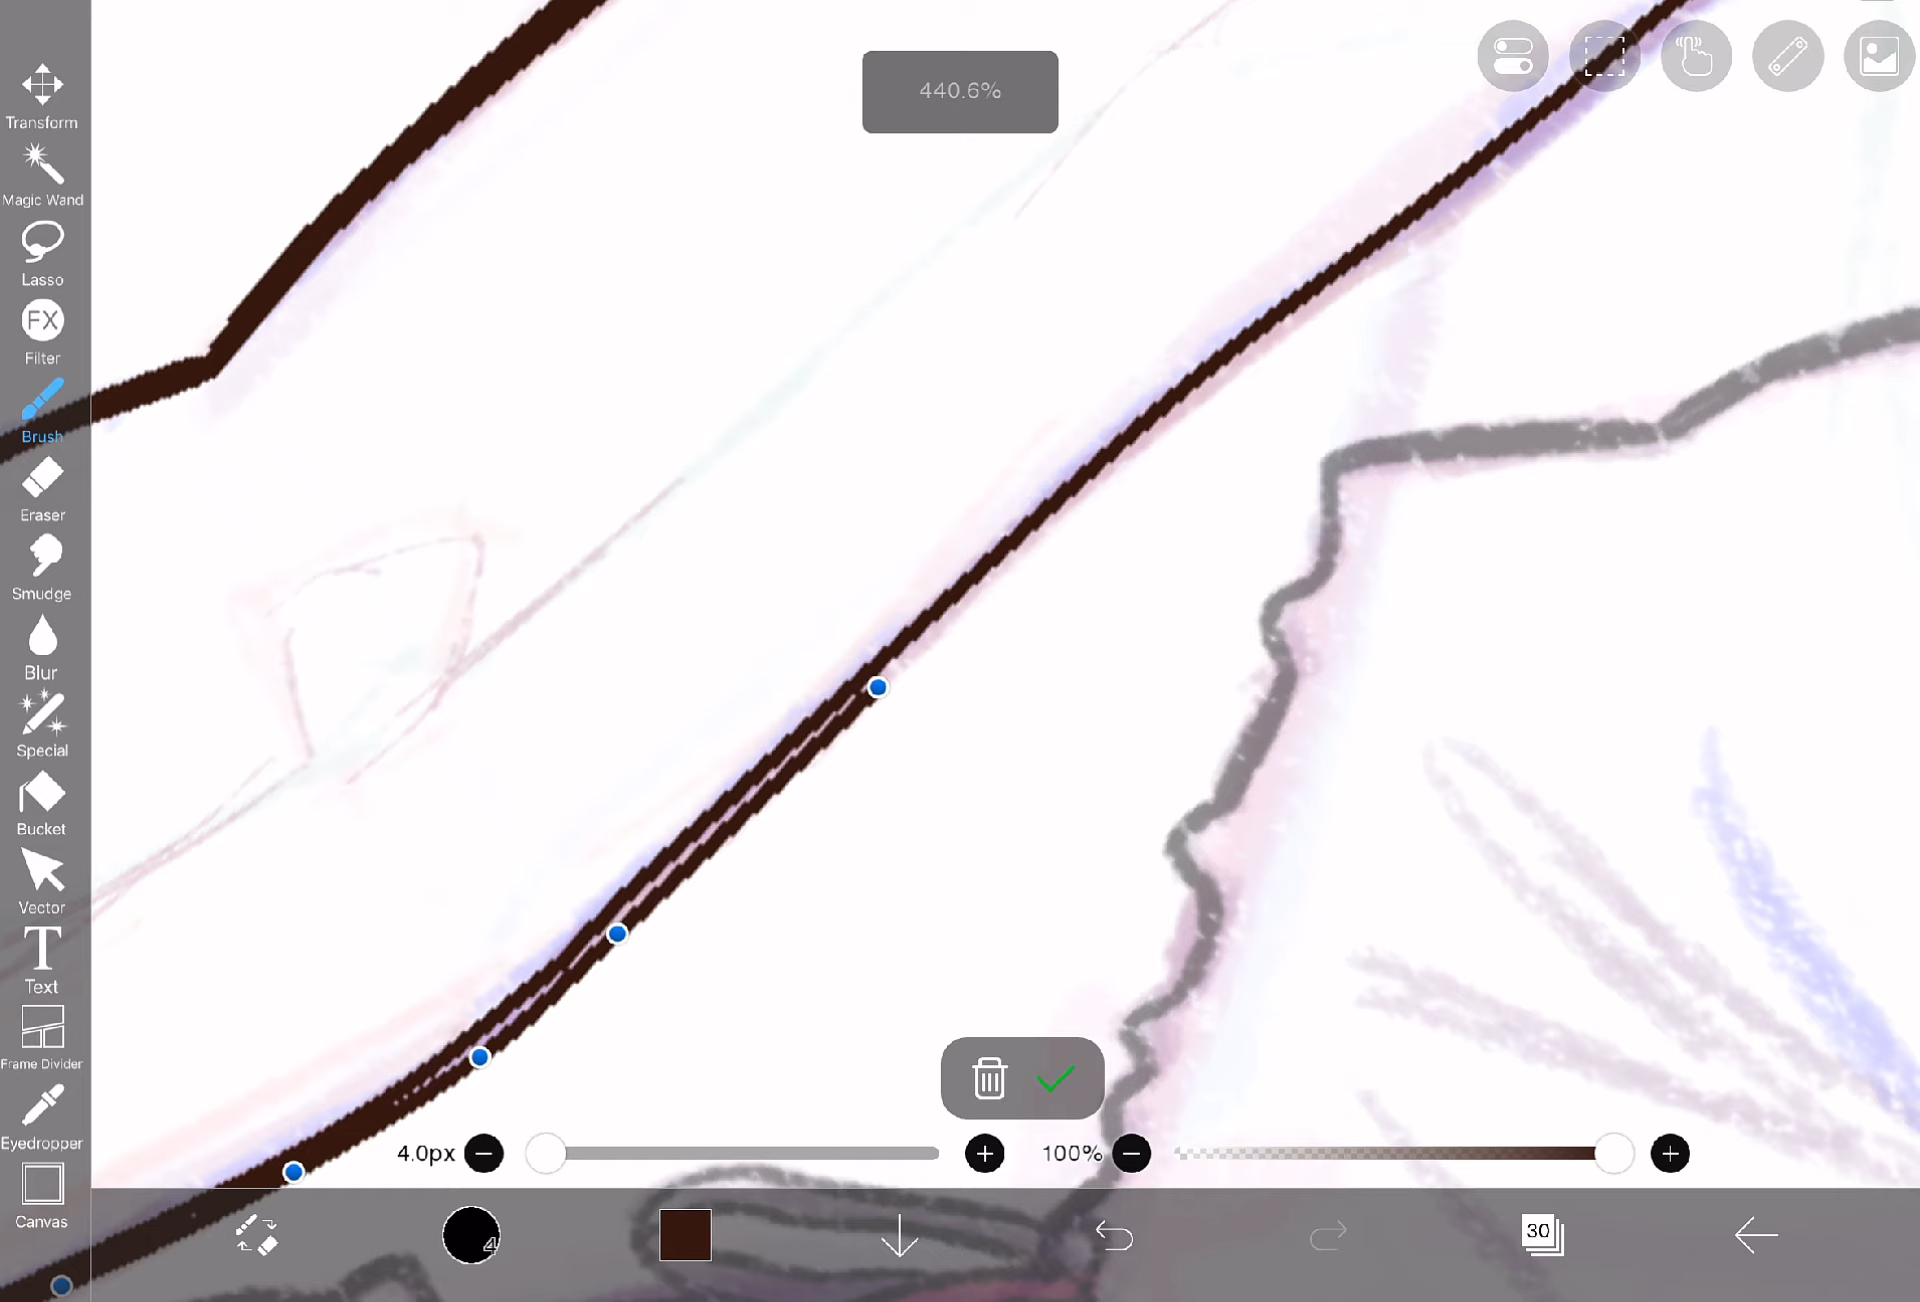 440.6%
Transform
Magic Wand
Lasso
FX
Filter
Brush
Eraser
Smudge
Blur
Special
Bucket
Vector
T
Text
Frame Divider
Eyedropper
Canvas
4.0px
100%
4
30